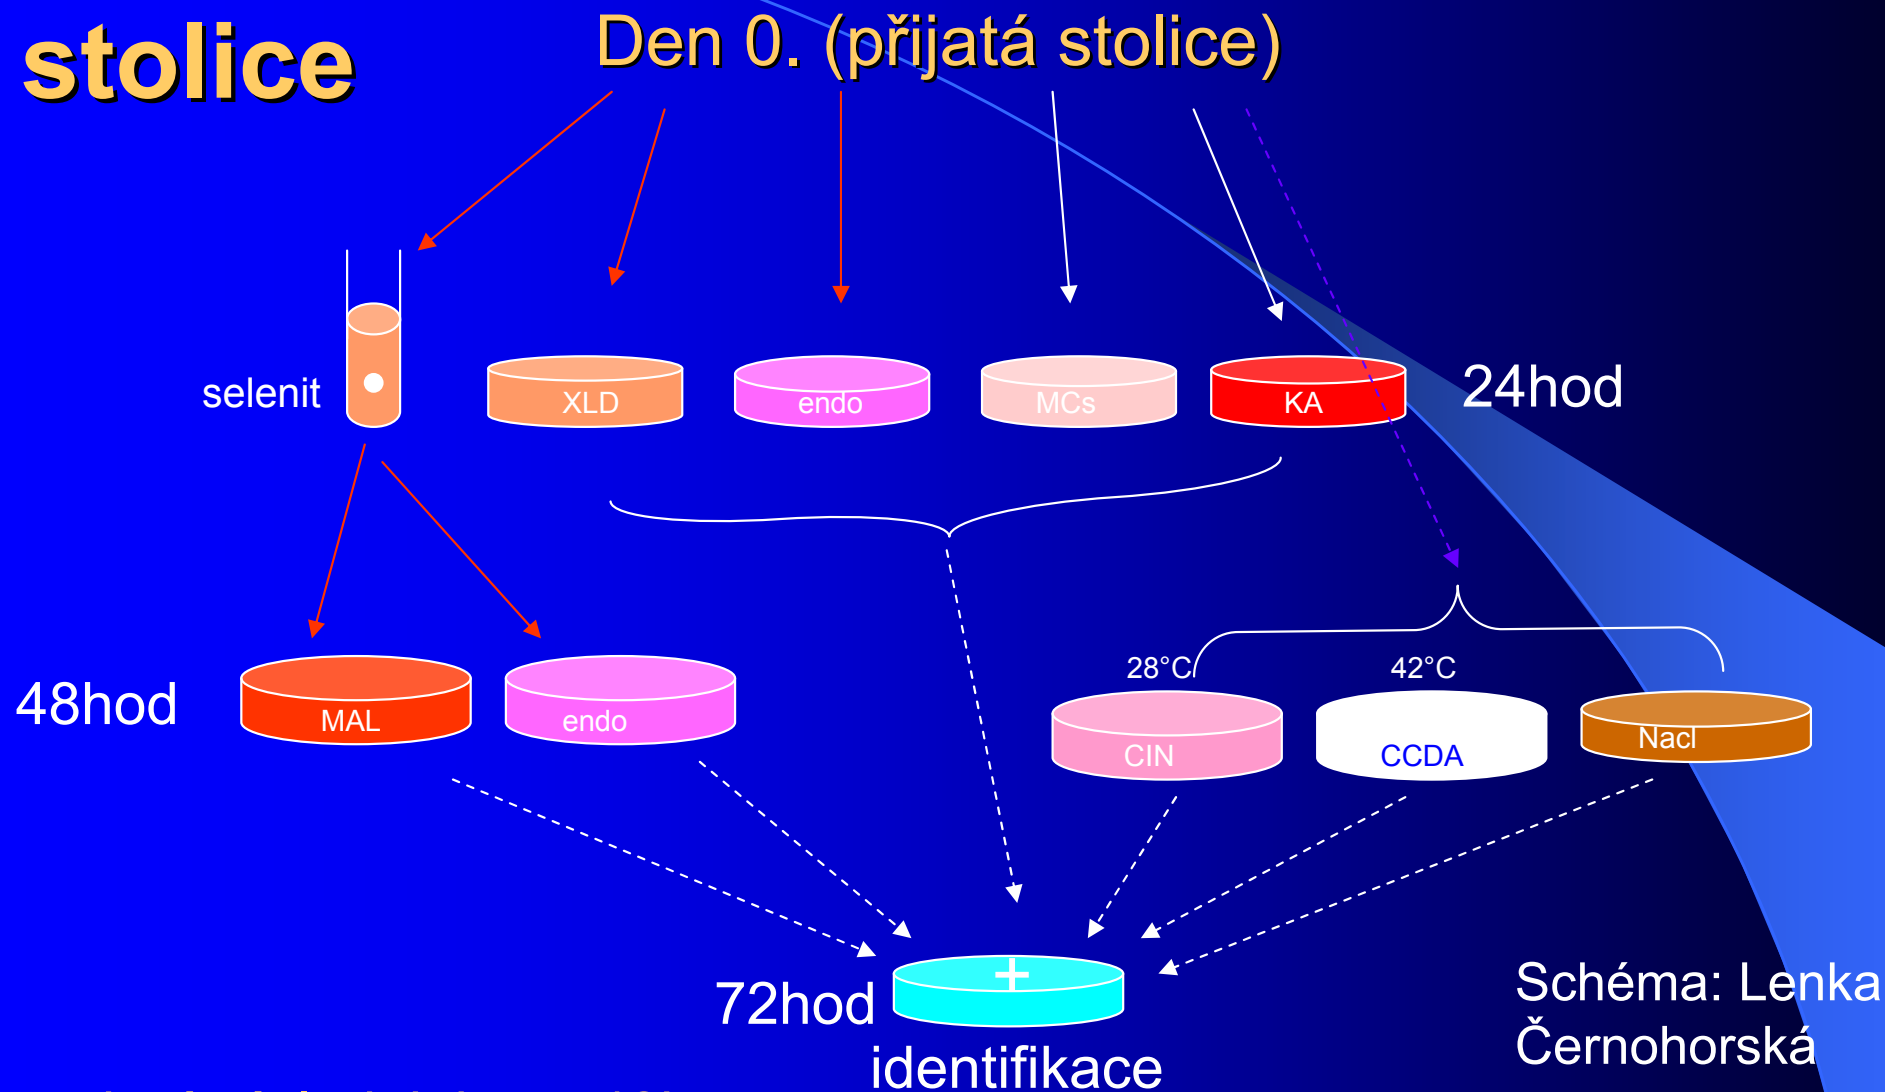 stolice
Den 0. (přijatá stolice)
selenit
XLD
endo
MCs
KA
24hod
48hod
MAL
endo
28°C
42°C
CIN
CCDA
Nacl
+
72hod
identifikace
Schéma: Lenka
Černohorská